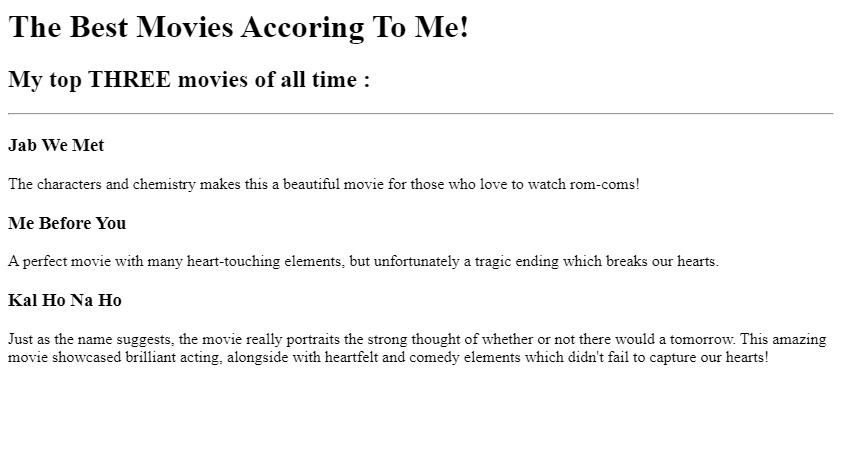 The Best Movies Accoring To Me!
My top THREE movies of all time :
Jab We Met
The characters and chemistry makes this a beautiful movie for those who love to watch rom-coms!
Me Before You
A perfect movie with many heart-touching elements, but unfortunately a tragic ending which breaks our hearts.
Kal Ho Na Ho
Just as the name suggests, the movie really portraits the strong thought of whether or not there would a tomorrow. This amazing
movie showcased brilliant acting, alongside with heartfelt and comedy elements which didn't fail to capture our hearts!